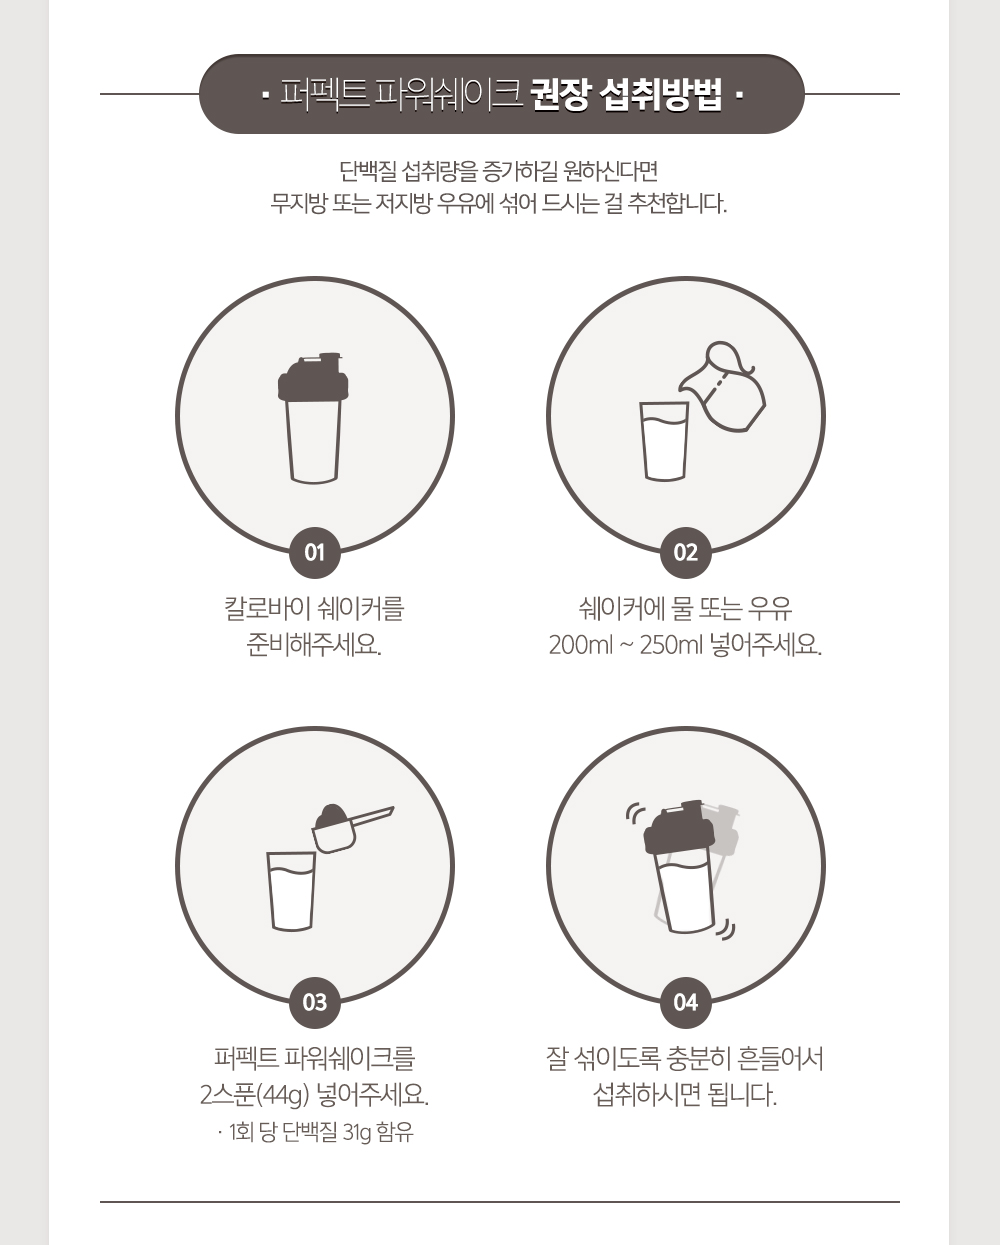 · 퍼펙트 파워쉐이크 권장 섭취방법 ·
단백질 섭취량을 증가하길 원하신다면
무지방 또는 저지방 우유에 섞어 드시는 걸 추천합니다.
01
칼로바이 쉐이커를
준비해주세요.
02
쉐이커에 물 또는 우유
200ml ~ 250ml 넣어주세요.
03
퍼펙트 파워쉐이크를
2스푼(44g) 넣어주세요.
· 1회 당 단백질 31g 함유
04
잘 섞이도록 충분히 흔들어서
섭취하시면 됩니다.